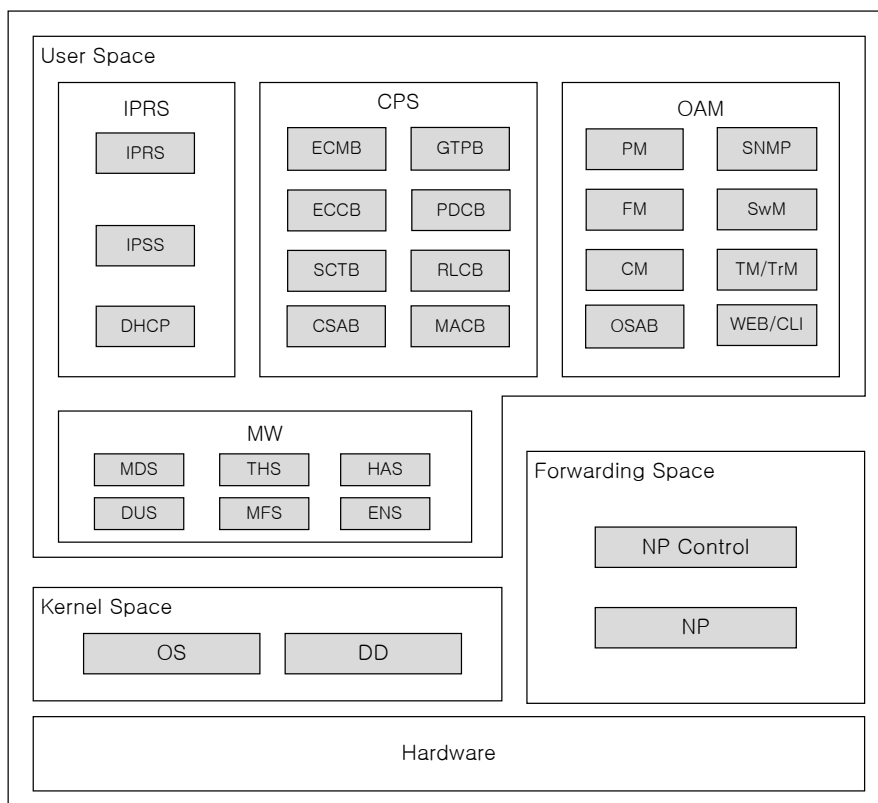 User Space
IPRS
IPRS
IPSS
DHCP
CPS
ECMB
GTPB
ECCB
PDCB
SCTB
RLCB
CSAB
MACB
OAM
PM
SNMP
FM
SwM
CM
TM/TrM
OSAB
WEB/CLI
MW
MDS
THS
HAS
DUS
MFS
ENS
Forwarding Space
NP Control
NP
Kernel Space
OS
DD
Hardware